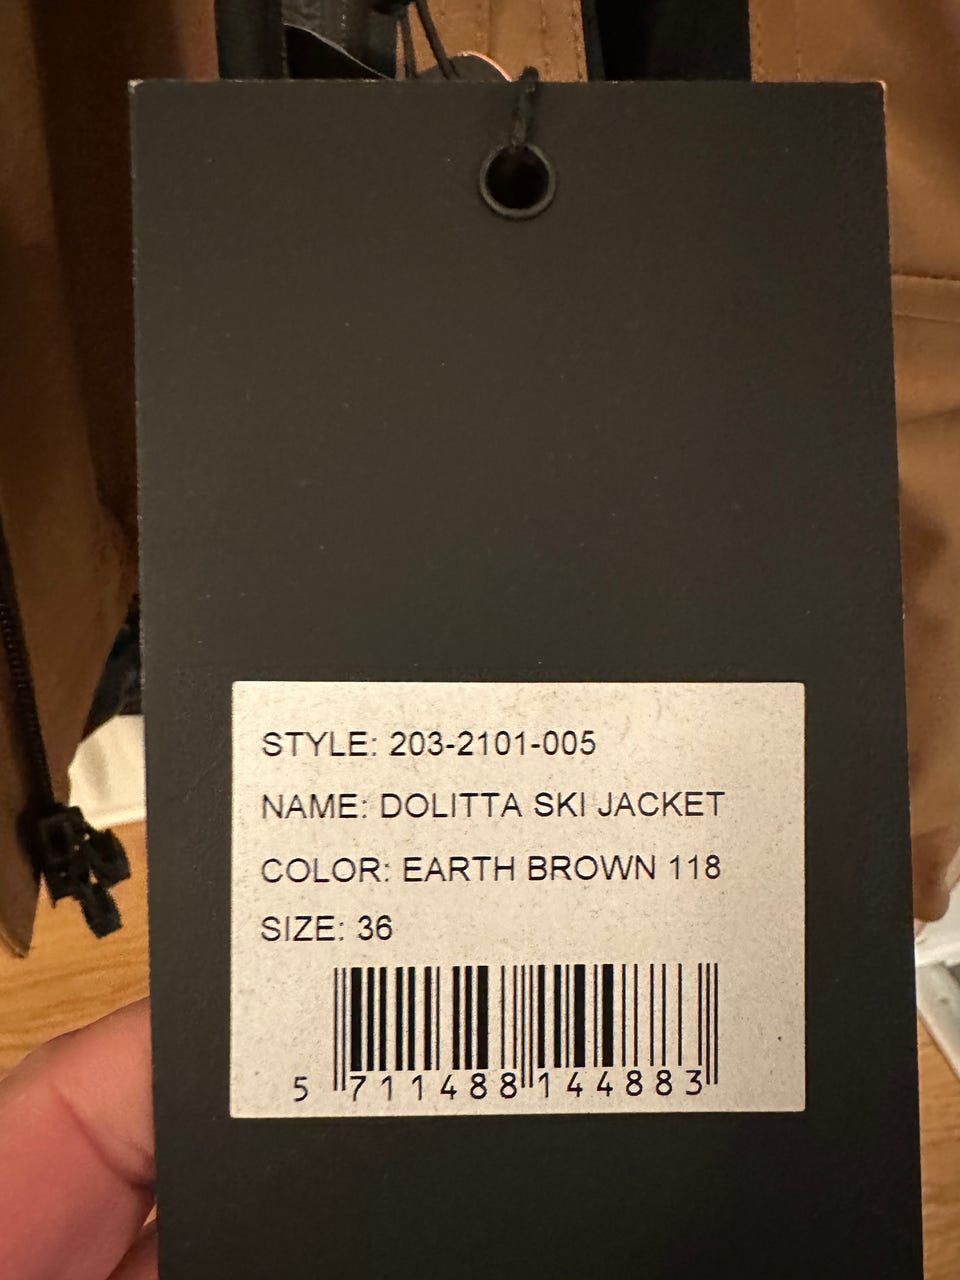 STYLE: 203-2101-005
NAME: DOLITTA SKI JACKET
COLOR: EARTH BROWN 118
SIZE: 36
5 711488 144883